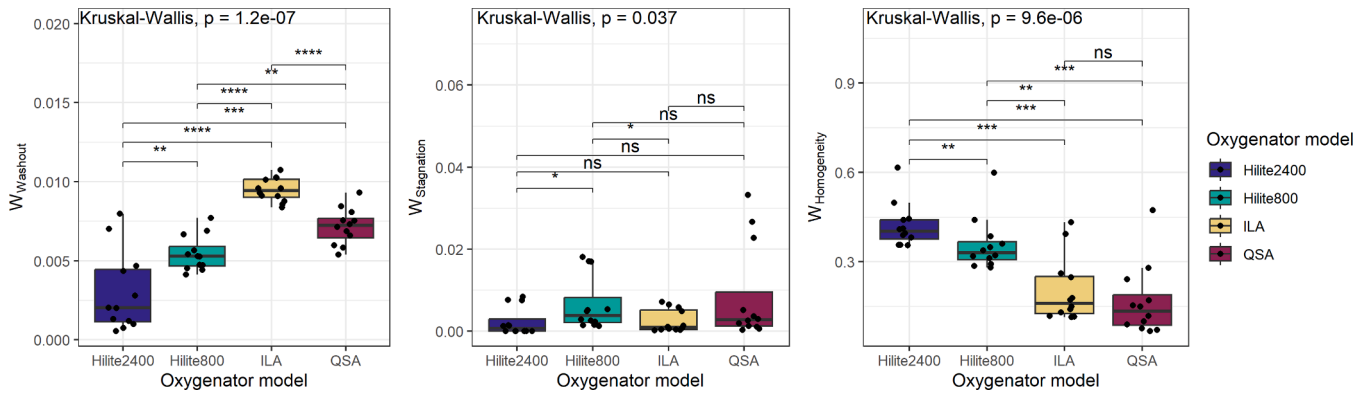 Kruskal-Wallis, p = 1.2e-07
0.020
0.015
0.010
0.005
0.000
W_Washout
****
**
****
***
****
**
Hilite2400 Hilite800 ILA QSA
Oxygenator model
Kruskal-Wallis, p = 0.037
0.06
0.04
0.02
0.00
W_Stagnation
ns
ns
*
ns
ns
*
Hilite2400 Hilite800 ILA QSA
Oxygenator model
Kruskal-Wallis, p = 9.6e-06
0.9
0.6
0.3
W_Homogeneity
ns
***
**
***
***
**
Hilite2400 Hilite800 ILA QSA
Oxygenator model
Oxygenator model
Hilite2400
Hilite800
ILA
QSA